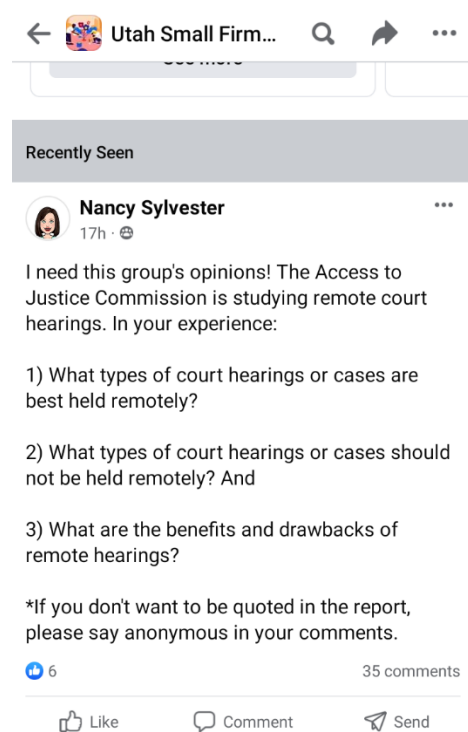 Utah Small Firm...
Recently Seen
Nancy Sylvester
17h ·
I need this group's opinions! The Access to
Justice Commission is studying remote court
hearings. In your experience:
1) What types of court hearings or cases are
best held remotely?
2) What types of court hearings or cases should
not be held remotely? And
3) What are the benefits and drawbacks of
remote hearings?
*If you don't want to be quoted in the report,
please say anonymous in your comments.
6 35 comments
Like Comment Send